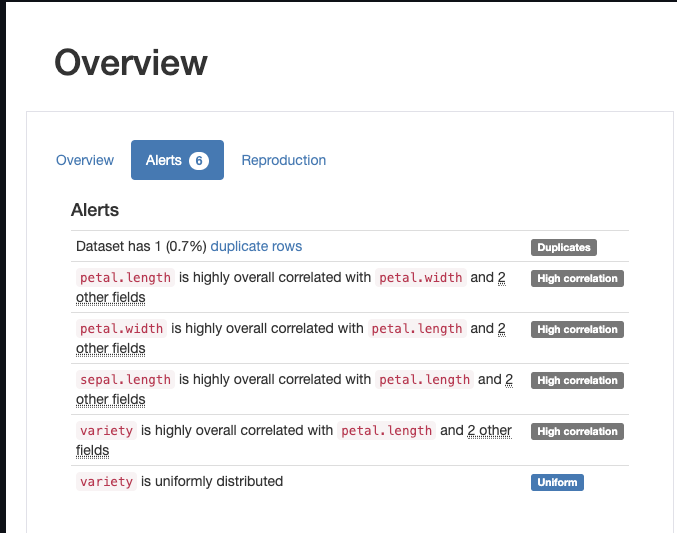 Overview
Overview Alerts 6 Reproduction
Alerts
Dataset has 1 (0.7%) duplicate rows Duplicates
petal.length is highly overall correlated with petal.width and 2 High correlation
other fields
petal.width is highly overall correlated with petal.length and 2 High correlation
other fields
sepal.length is highly overall correlated with petal.length and 2 High correlation
other fields
variety is highly overall correlated with petal.length and 2 other High correlation
fields
variety is uniformly distributed Uniform